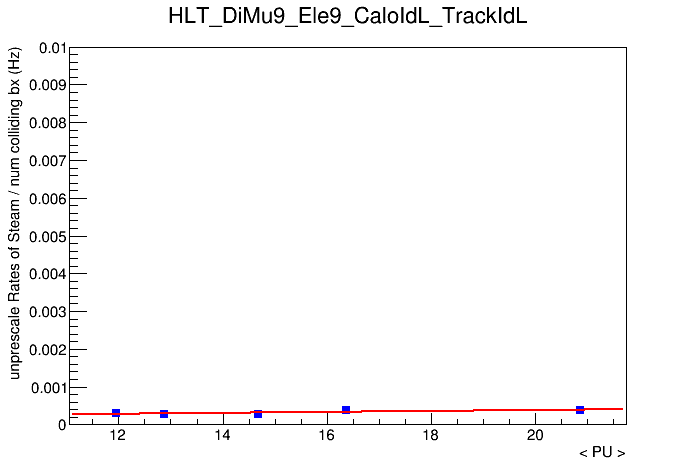 HLT_DiMu9_Ele9_CaloIdL_TrackIdL
unprescale Rates of Steam / num colliding bx (Hz)
0.01
0.009
0.008
0.007
0.006
0.005
0.004
0.003
0.002
0.001
0
12 14 16 18 20
< PU >